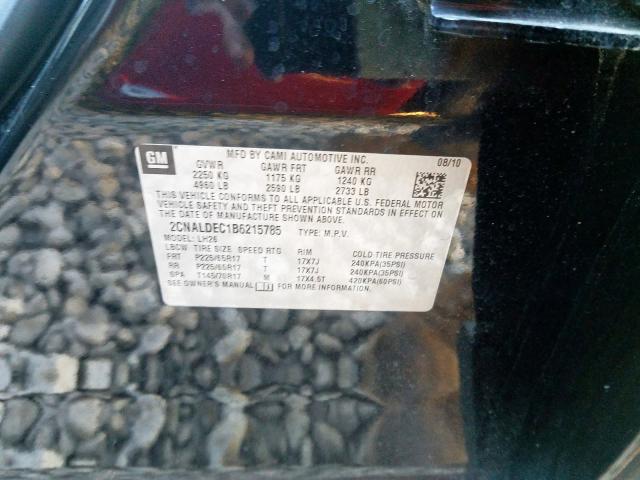 GM MFD BY CAMI AUTOMOTIVE INC. 08/10
GVWR GAWR FRT GAWR RR
2250 KG 1175 KG 1240 KG
4960 LB 2590 LB 2733 LB
THIS VEHICLE CONFORMS TO ALL APPLICABLE U.S. FEDERAL MOTOR
VEHICLE SAFETY AND THEFT PREVENTION STANDARDS IN EFFECT
ON THE DATE OF MANUFACTURE SHOWN ABOVE.
2CNALDEC1B6215785 TYPE: M.P.V.
MODEL: LH26
LBCW TIRE SIZE SPEED RTG RIM COLD TIRE PRESSURE
FRT P225/65R17 T 17X7J 240KPA(35PSI)
RR P225/65R17 T 17X7J 240KPA(35PSI)
SPA T145/70R17 M 17X4.5T 420KPA(60PSI)
SEE OWNER'S MANUAL FOR MORE INFORMATION.